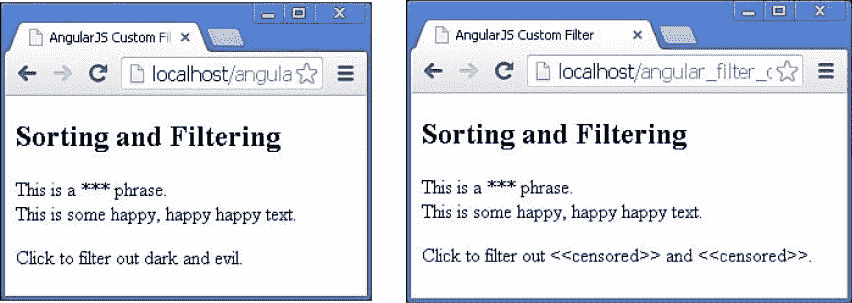 AngularJS Custom Fil
localhost/angula
Sorting and Filtering
This is a *** phrase.
This is some happy, happy happy text.
Click to filter out dark and evil.
AngularJS Custom Filter
localhost/angular_filter_c
Sorting and Filtering
This is a *** phrase.
This is some happy, happy happy text.
Click to filter out <<censored>> and <<censored>>.